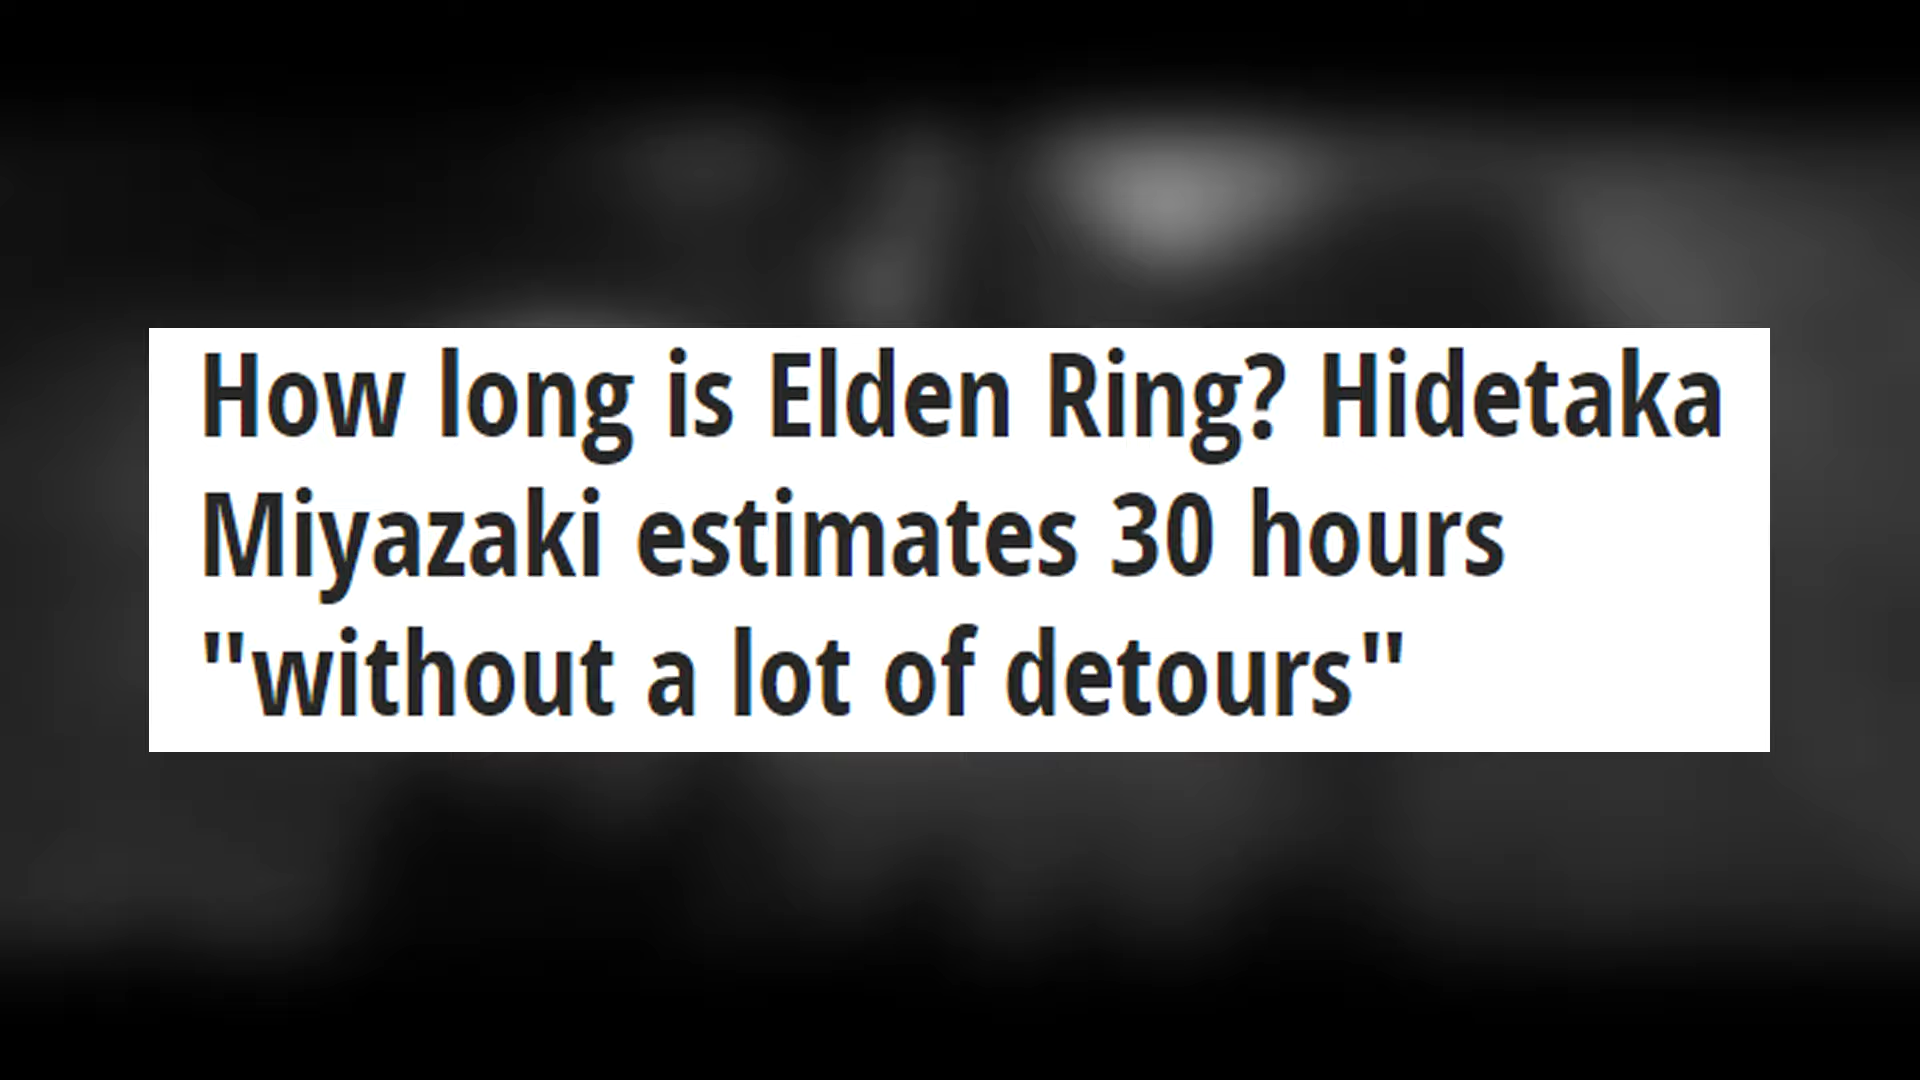 How long is Elden Ring? Hidetaka
Miyazaki estimates 30 hours
"without a lot of detours"